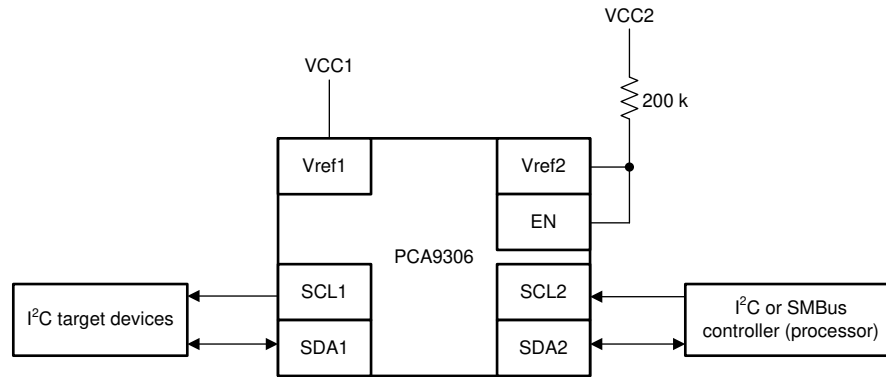 VCC2
VCC1
200 k
Vref1
Vref2
EN
PCA9306
SCL1
SCL2
I²C target devices
I²C or SMBus
controller (processor)
SDA1
SDA2